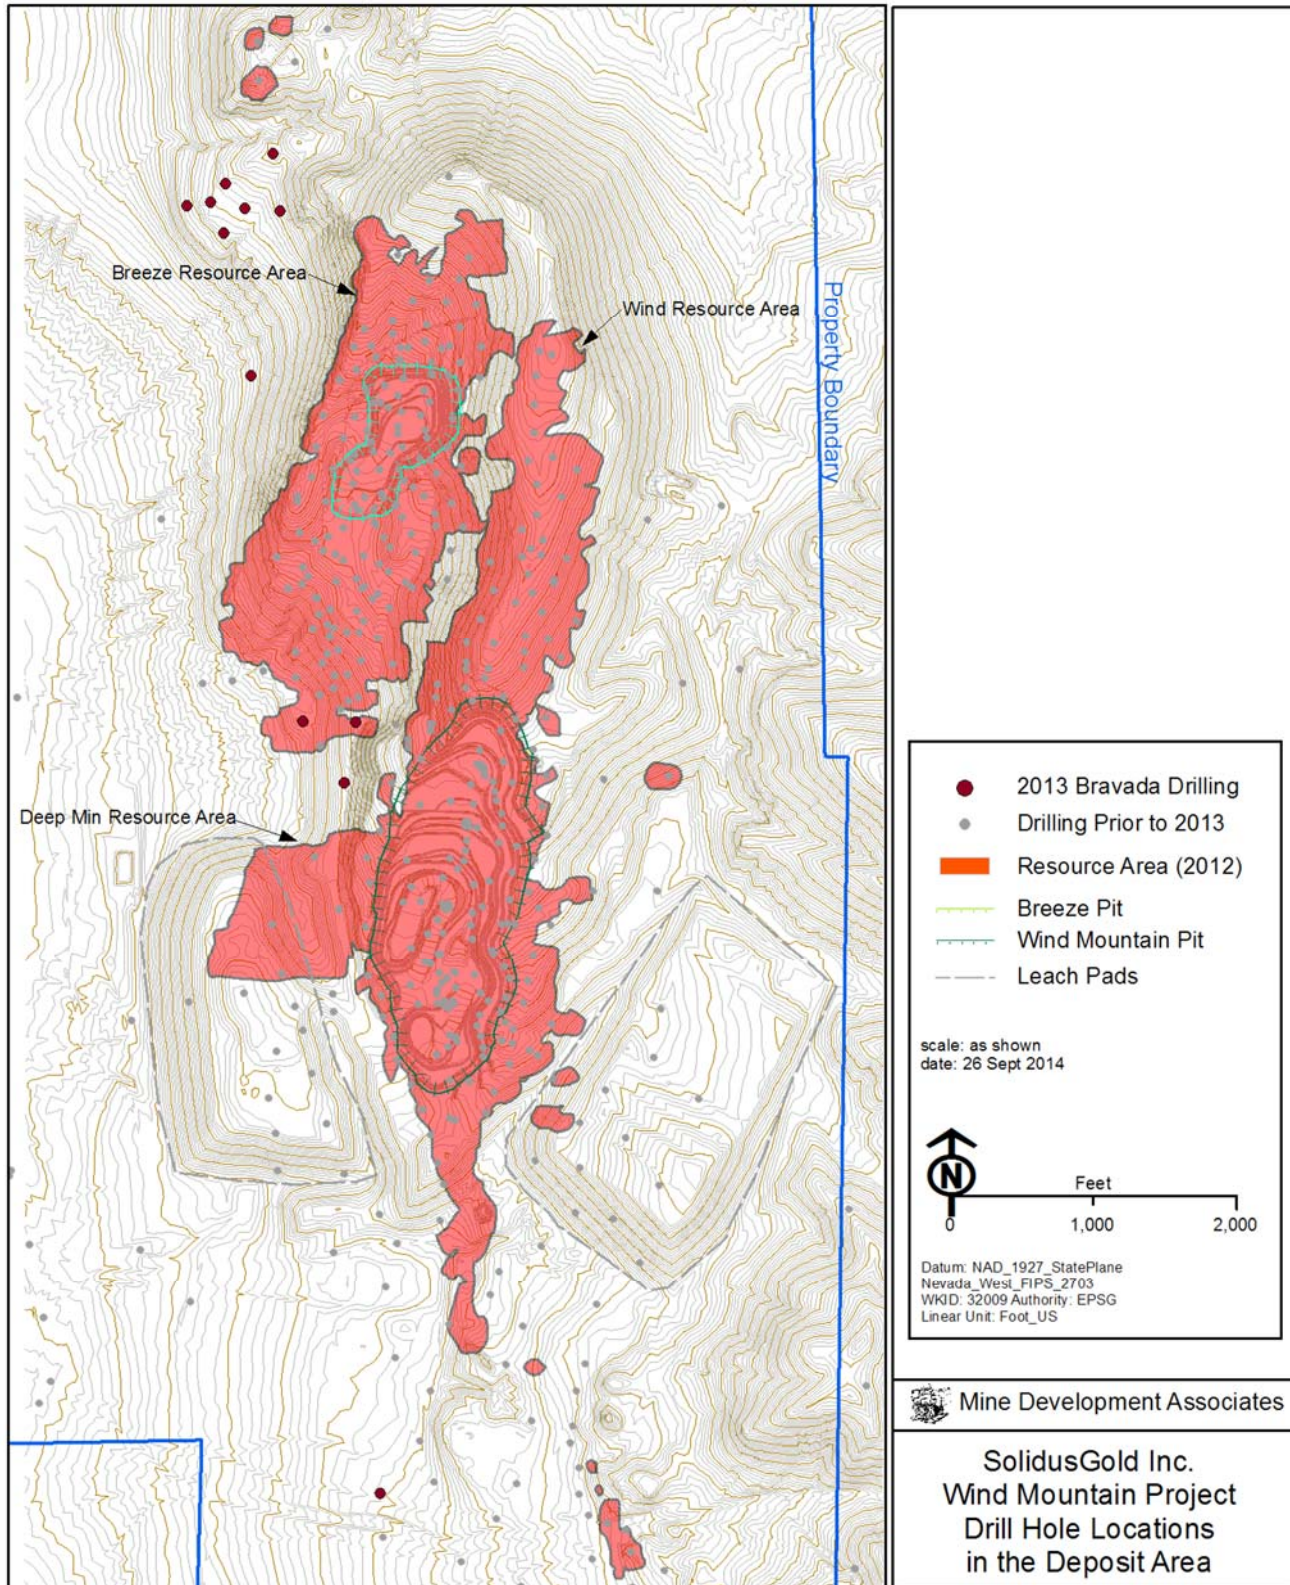 Breeze Resource Area
Wind Resource Area
Property Boundary
Deep Min Resource Area
2013 Bravada Drilling
Drilling Prior to 2013
Resource Area (2012)
Breeze Pit
Wind Mountain Pit
Leach Pads
scale: as shown
date: 26 Sept 2014
N
Feet
0 1,000 2,000
Datum: NAD_1927_StatePlane
Nevada_West_FIPS_2703
WKID: 32009 Authority: EPSG
Linear Unit: Foot_US
Mine Development Associates
SolidusGold Inc.
Wind Mountain Project
Drill Hole Locations
in the Deposit Area